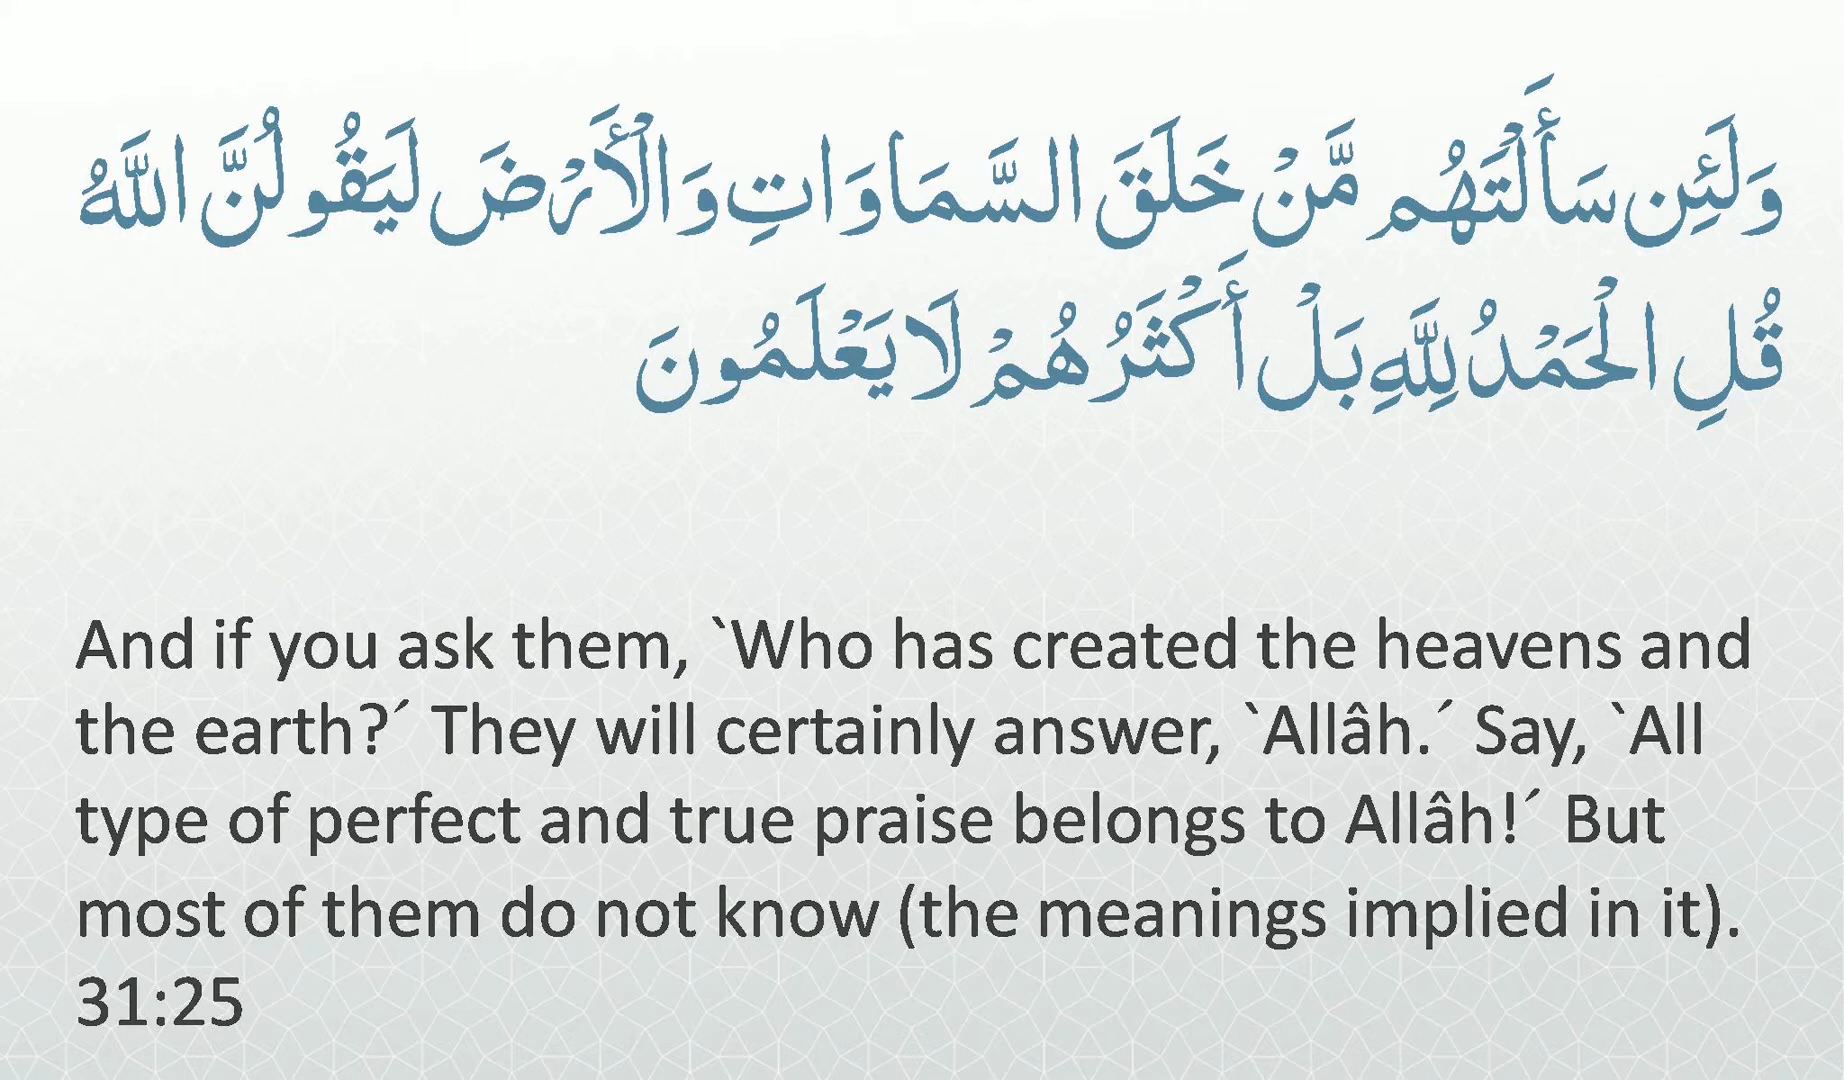 وَلَئِن سَأَلْتَهُم مَّنْ خَلَقَ السَّمَاوَاتِ وَالْأَرْضَ لَيَقُولُنَّ اللَّهُ
قُلِ الْحَمْدُ لِلَّهِ بَلْ أَكْثَرُهُمْ لَا يَعْلَمُونَ
And if you ask them, `Who has created the heavens and
the earth?´ They will certainly answer, `Allâh.´ Say, `All
type of perfect and true praise belongs to Allâh!´ But
most of them do not know (the meanings implied in it).
31:25